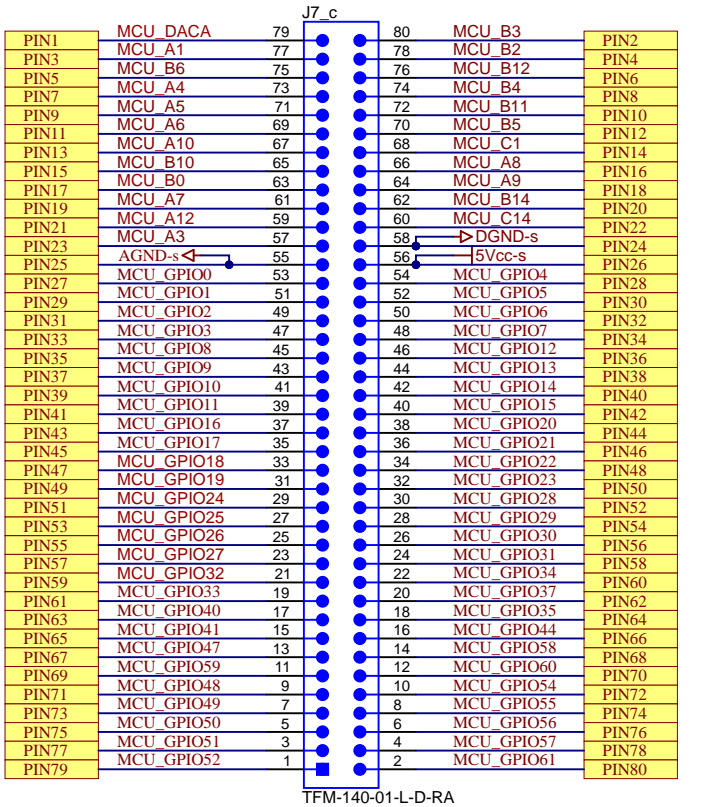 J7_c
PIN1 MCU_DACA 79 80 MCU_B3 PIN2
PIN3 MCU_A1 77 78 MCU_B2 PIN4
PIN5 MCU_B6 75 76 MCU_B12 PIN6
PIN7 MCU_A4 73 74 MCU_B4 PIN8
PIN9 MCU_A5 71 72 MCU_B11 PIN10
PIN11 MCU_A6 69 70 MCU_B5 PIN12
PIN13 MCU_A10 67 68 MCU_C1 PIN14
PIN15 MCU_B10 65 66 MCU_A8 PIN16
PIN17 MCU_B0 63 64 MCU_A9 PIN18
PIN19 MCU_A7 61 62 MCU_B14 PIN20
PIN21 MCU_A12 59 60 MCU_C14 PIN22
PIN23 MCU_A3 57 58 DGND-s PIN24
PIN25 AGND-s 55 56 5Vcc-s PIN26
PIN27 MCU_GPIO0 53 54 MCU_GPIO4 PIN28
PIN29 MCU_GPIO1 51 52 MCU_GPIO5 PIN30
PIN31 MCU_GPIO2 49 50 MCU_GPIO6 PIN32
PIN33 MCU_GPIO3 47 48 MCU_GPIO7 PIN34
PIN35 MCU_GPIO8 45 46 MCU_GPIO12 PIN36
PIN37 MCU_GPIO9 43 44 MCU_GPIO13 PIN38
PIN39 MCU_GPIO10 41 42 MCU_GPIO14 PIN40
PIN41 MCU_GPIO11 39 40 MCU_GPIO15 PIN42
PIN43 MCU_GPIO16 37 38 MCU_GPIO20 PIN44
PIN45 MCU_GPIO17 35 36 MCU_GPIO21 PIN46
PIN47 MCU_GPIO18 33 34 MCU_GPIO22 PIN48
PIN49 MCU_GPIO19 31 32 MCU_GPIO23 PIN50
PIN51 MCU_GPIO24 29 30 MCU_GPIO28 PIN52
PIN53 MCU_GPIO25 27 28 MCU_GPIO29 PIN54
PIN55 MCU_GPIO26 25 26 MCU_GPIO30 PIN56
PIN57 MCU_GPIO27 23 24 MCU_GPIO31 PIN58
PIN59 MCU_GPIO32 21 22 MCU_GPIO34 PIN60
PIN61 MCU_GPIO33 19 20 MCU_GPIO37 PIN62
PIN63 MCU_GPIO40 17 18 MCU_GPIO35 PIN64
PIN65 MCU_GPIO41 15 16 MCU_GPIO44 PIN66
PIN67 MCU_GPIO47 13 14 MCU_GPIO58 PIN68
PIN69 MCU_GPIO59 11 12 MCU_GPIO60 PIN70
PIN71 MCU_GPIO48 9 10 MCU_GPIO54 PIN72
PIN73 MCU_GPIO49 7 8 MCU_GPIO55 PIN74
PIN75 MCU_GPIO50 5 6 MCU_GPIO56 PIN76
PIN77 MCU_GPIO51 3 4 MCU_GPIO57 PIN78
PIN79 MCU_GPIO52 1 2 MCU_GPIO61 PIN80
TFM-140-01-L-D-RA